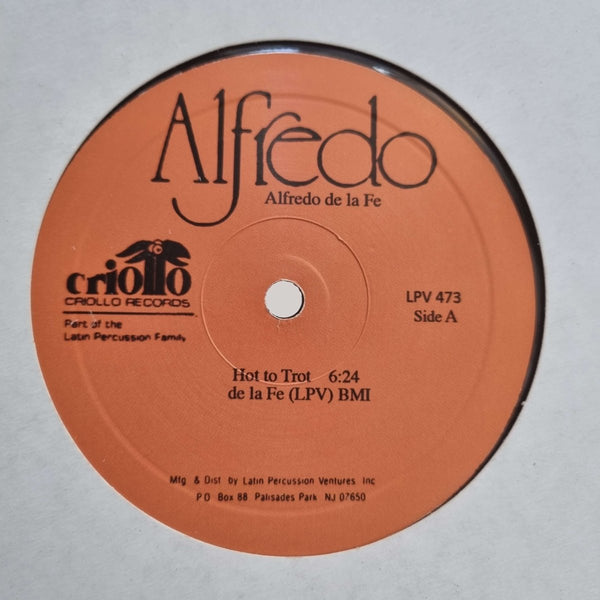 Alfredo
Alfredo de la Fe
criollo
CRIOLLO RECORDS
Part of the
Latin Percussion Family
LPV 473
Side A
Hot to Trot 6:24
de la Fe (LPV) BMI
Mfg & Dist by Latin Percussion Ventures Inc
P O Box 88 Palisades Park NJ 07650